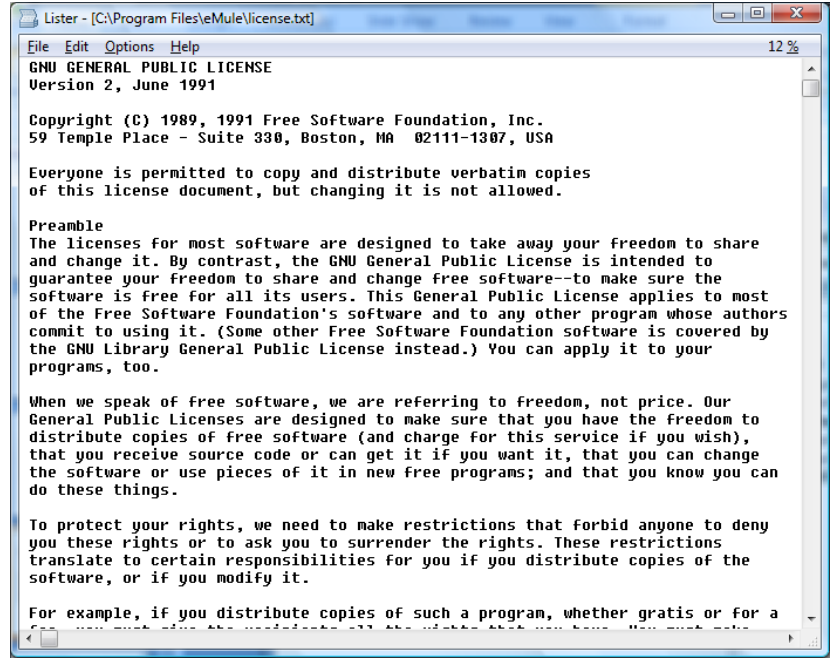 Lister - [C:\Program Files\eMule\license.txt]
File Edit Options Help 12 %
GNU GENERAL PUBLIC LICENSE
Version 2, June 1991
Copyright (C) 1989, 1991 Free Software Foundation, Inc.
59 Temple Place - Suite 330, Boston, MA  02111-1307, USA
Everyone is permitted to copy and distribute verbatim copies
of this license document, but changing it is not allowed.
Preamble
The licenses for most software are designed to take away your freedom to share
and change it. By contrast, the GNU General Public License is intended to
guarantee your freedom to share and change free software--to make sure the
software is free for all its users. This General Public License applies to most
of the Free Software Foundation's software and to any other program whose authors
commit to using it. (Some other Free Software Foundation software is covered by
the GNU Library General Public License instead.) You can apply it to your
programs, too.
When we speak of free software, we are referring to freedom, not price. Our
General Public Licenses are designed to make sure that you have the freedom to
distribute copies of free software (and charge for this service if you wish),
that you receive source code or can get it if you want it, that you can change
the software or use pieces of it in new free programs; and that you know you can
do these things.
To protect your rights, we need to make restrictions that forbid anyone to deny
you these rights or to ask you to surrender the rights. These restrictions
translate to certain responsibilities for you if you distribute copies of the
software, or if you modify it.
For example, if you distribute copies of such a program, whether gratis or for a